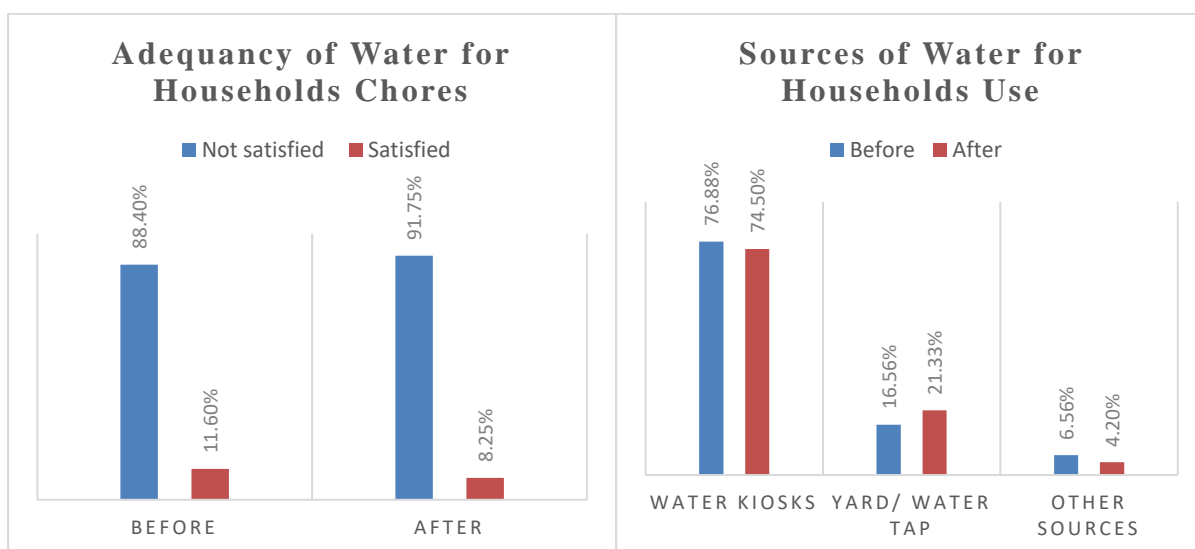 Adequancy of Water for
Households Chores
Not satisfied Satisfied
88.40%
11.60%
91.75%
8.25%
BEFORE AFTER
Sources of Water for
Households Use
Before After
76.88%
74.50%
16.56%
21.33%
6.56%
4.20%
WATER KIOSKS YARD/ WATER OTHER
TAP SOURCES